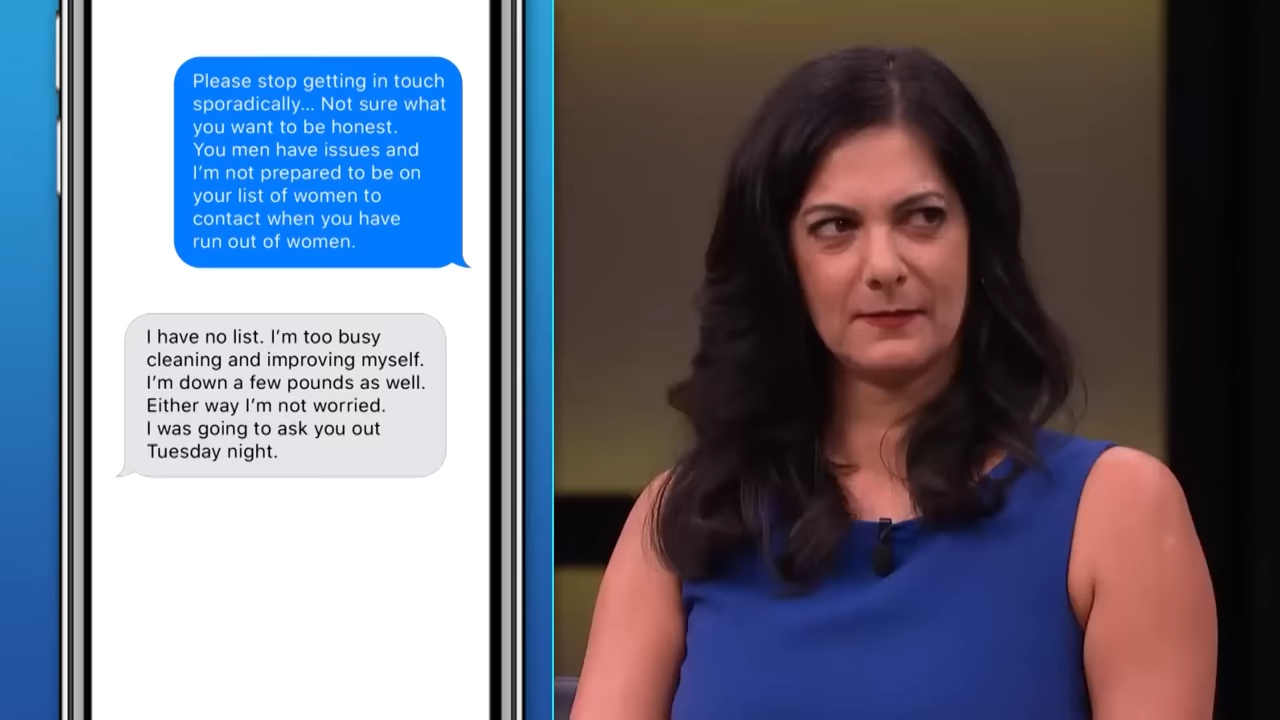 Please stop getting in touch
sporadically... Not sure what
you want to be honest.
You men have issues and
I'm not prepared to be on
your list of women to
contact when you have
run out of women.
I have no list. I'm too busy
cleaning and improving myself.
I'm down a few pounds as well.
Either way I'm not worried.
I was going to ask you out
Tuesday night.